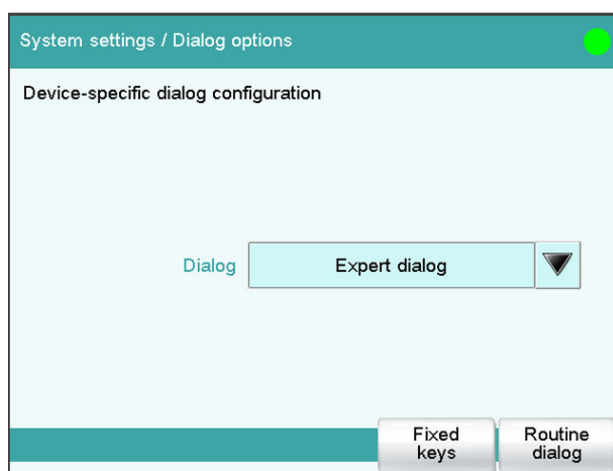 System settings / Dialog options
Device-specific dialog configuration
Dialog
Expert dialog
Fixed
keys
Routine
dialog